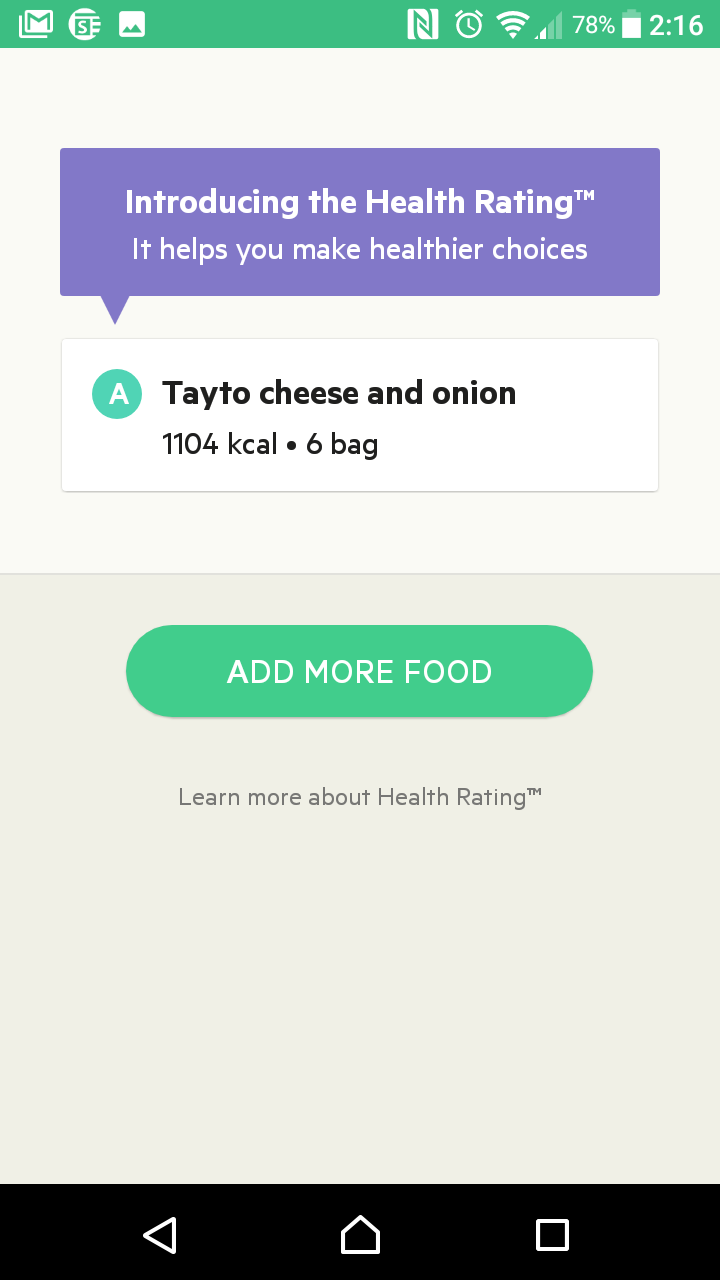 78% 2:16
Introducing the Health Rating™
It helps you make healthier choices
A Tayto cheese and onion
1104 kcal • 6 bag
ADD MORE FOOD
Learn more about Health Rating™